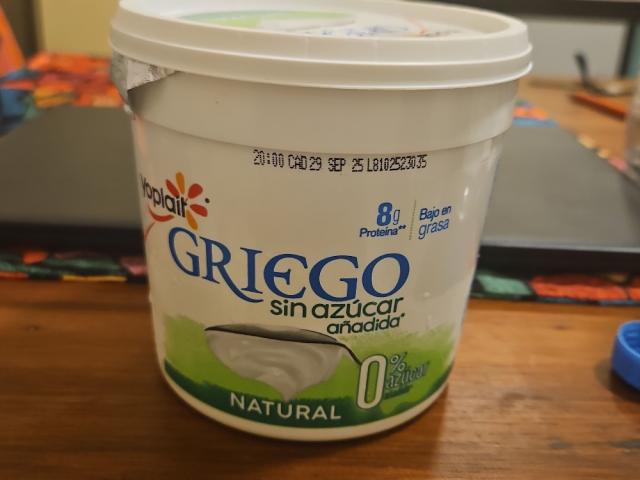 20:00 CAD 29 SEP 25 L8102523035
Yoplait
8g
Proteína**
Bajo en
grasa
GRIEGO
sin azúcar
añadida*
0%
azúcar
NATURAL